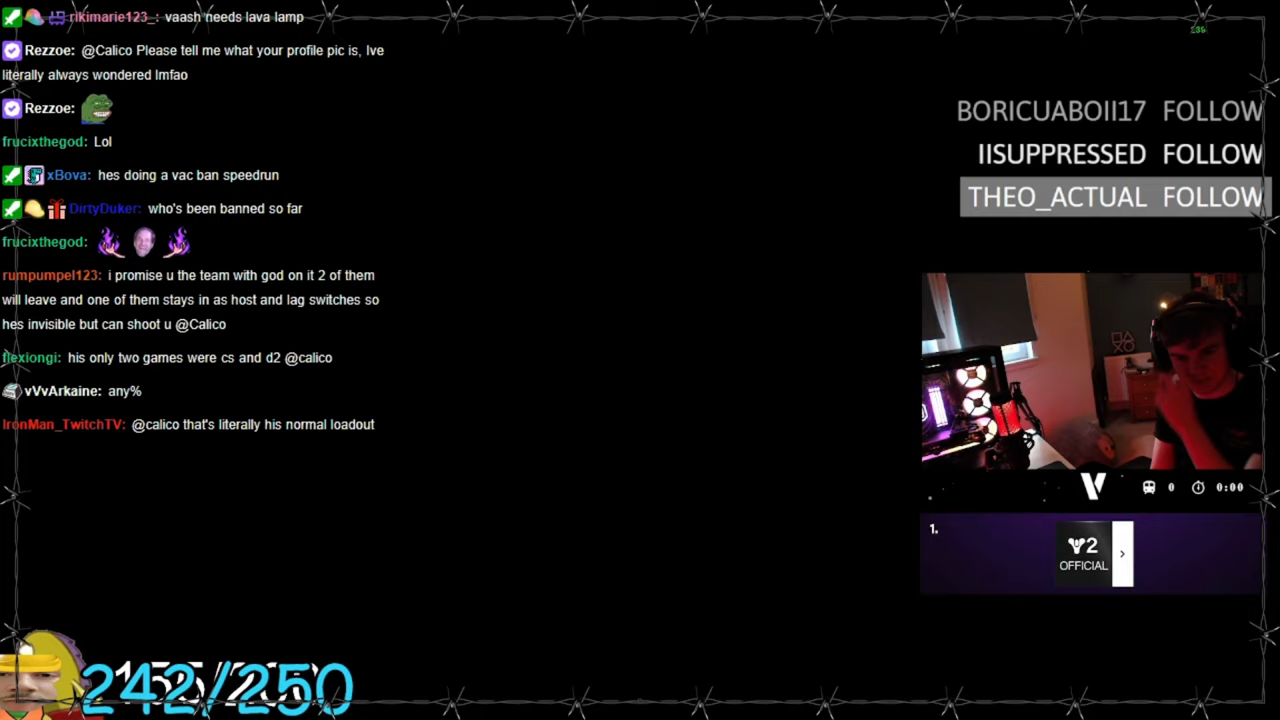 rikimarie123_: vaash needs lava lamp
Rezzoe: @Calico Please tell me what your profile pic is, Ive
literally always wondered lmfao
Rezzoe:
frucixthegod: Lol
xBova: hes doing a vac ban speedrun
DirtyDuker: who's been banned so far
frucixthegod:
rumpumpel123: i promise u the team with god on it 2 of them
will leave and one of them stays in as host and lag switches so
hes invisible but can shoot u @Calico
flexiongi: his only two games were cs and d2 @calico
vVvArkaine: any%
IronMan_TwitchTV: @calico that's literally his normal loadout
242/250
BORICUABOII17 FOLLOW
IISUPPRESSED FOLLOW
THEO_ACTUAL FOLLOW
0 0:00
1.
2
OFFICIAL